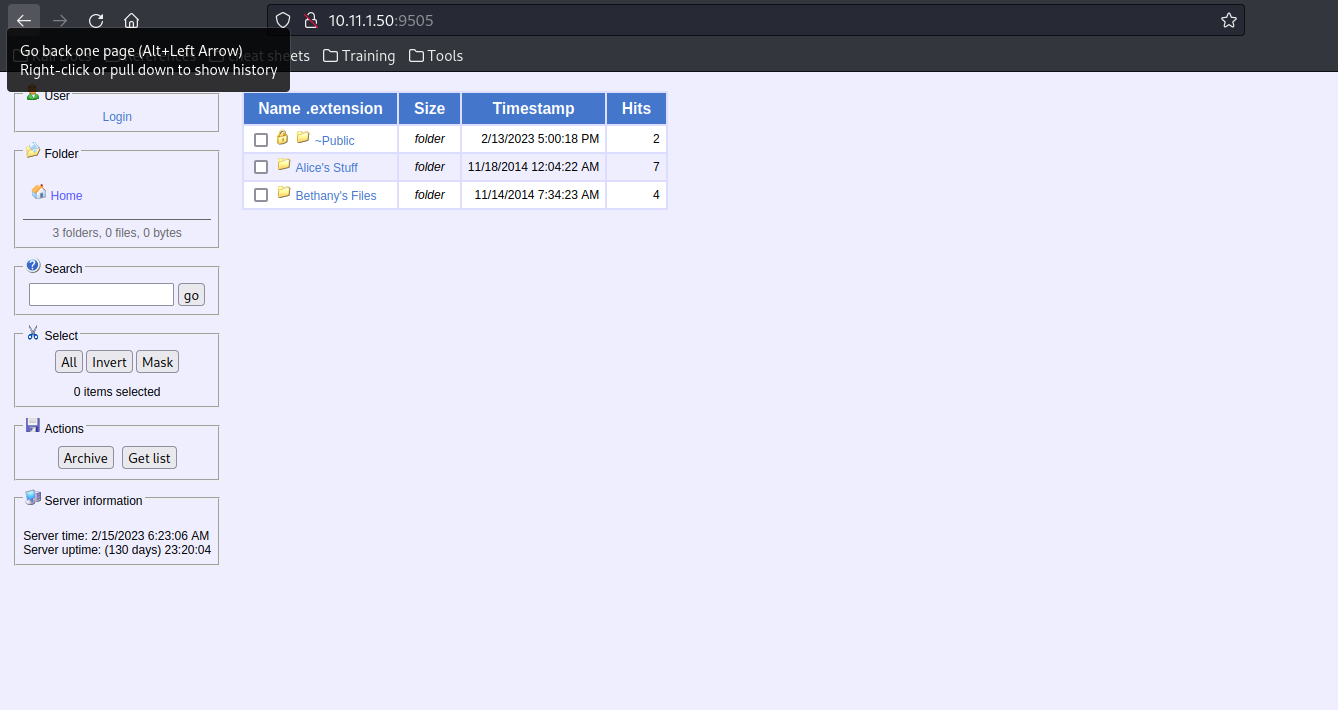 10.11.1.50:9505
Go back one page (Alt+Left Arrow)
Right-click or pull down to show history
cheat sheets Training Tools
User
Login
Folder
Home
3 folders, 0 files, 0 bytes
Search
go
Select
All Invert Mask
0 items selected
Actions
Archive Get list
Server information
Server time: 2/15/2023 6:23:06 AM
Server uptime: (130 days) 23:20:04
Name .extension Size Timestamp Hits
~Public folder 2/13/2023 5:00:18 PM 2
Alice's Stuff folder 11/18/2014 12:04:22 AM 7
Bethany's Files folder 11/14/2014 7:34:23 AM 4